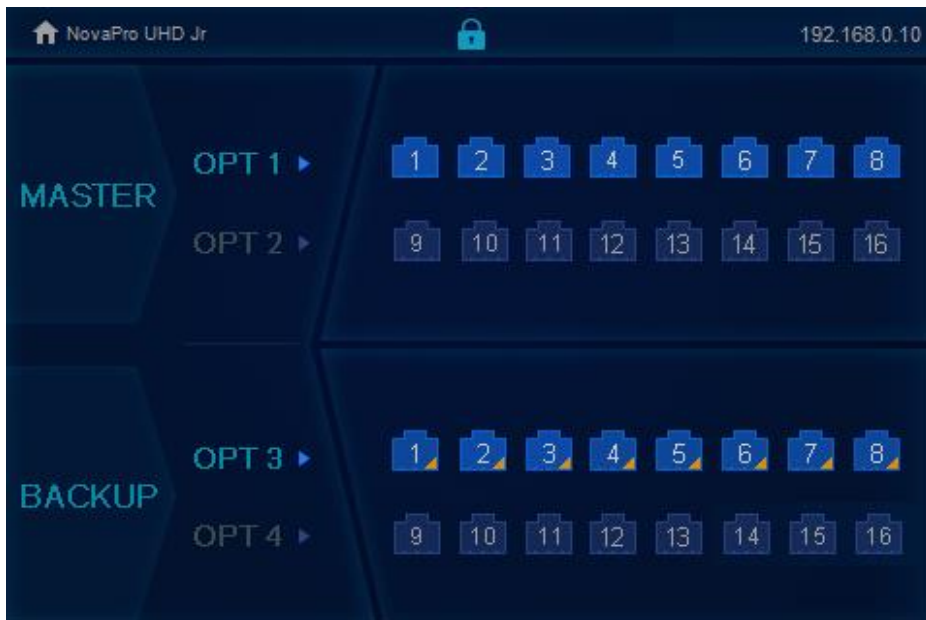 NovaPro UHD Jr 192.168.0.10
MASTER
OPT 1 1 2 3 4 5 6 7 8
OPT 2 9 10 11 12 13 14 15 16
BACKUP
OPT 3 1 2 3 4 5 6 7 8
OPT 4 9 10 11 12 13 14 15 16